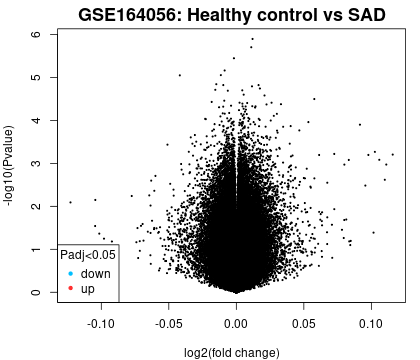 GSE164056: Healthy control vs SAD
-log10(Pvalue)
6
5
4
3
2
1
0
Padj<0.05
down
up
-0.10 -0.05 0.00 0.05 0.10
log2(fold change)